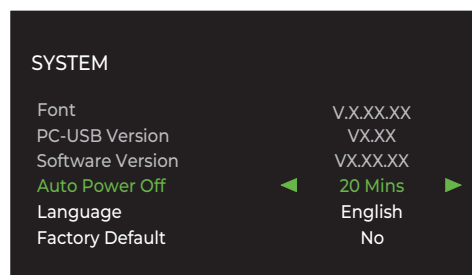 SYSTEM
Font V.X.XX.XX
PC-USB Version VX.XX
Software Version VX.XX.XX
Auto Power Off 20 Mins
Language English
Factory Default No